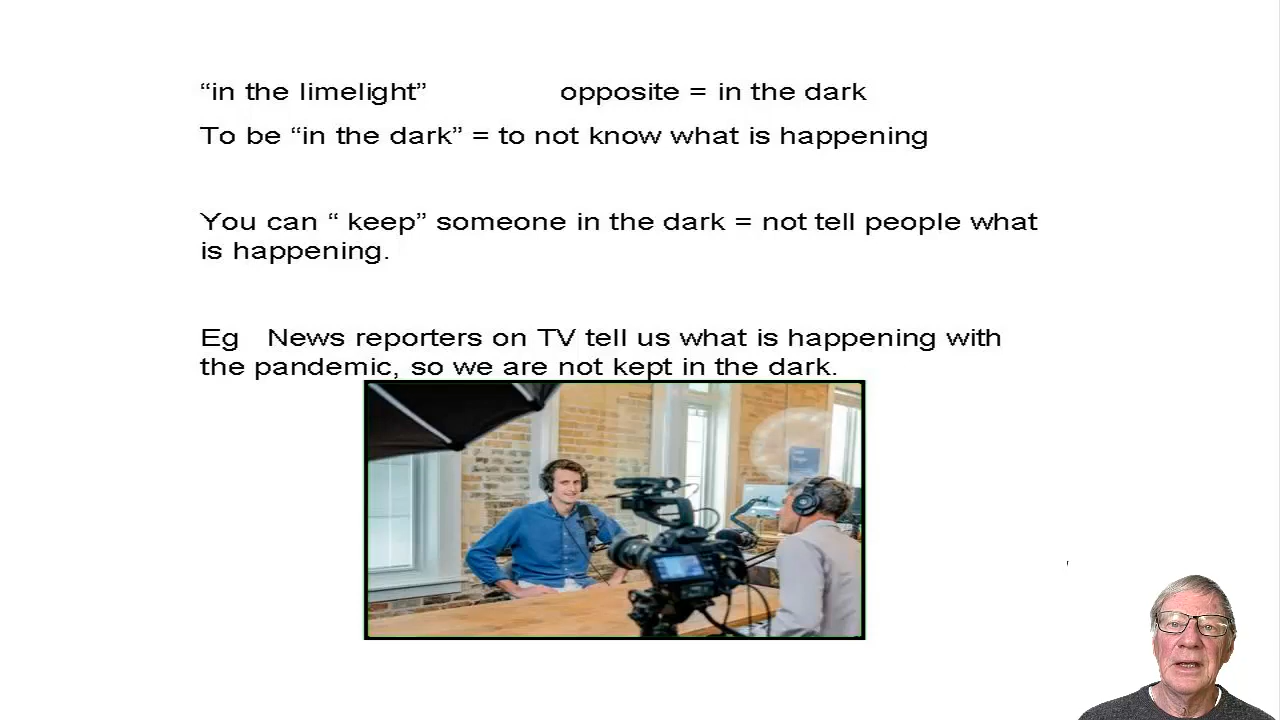 “in the limelight” opposite = in the dark
To be “in the dark” = to not know what is happening
You can “ keep” someone in the dark = not tell people what
is happening.
Eg News reporters on TV tell us what is happening with
the pandemic, so we are not kept in the dark.